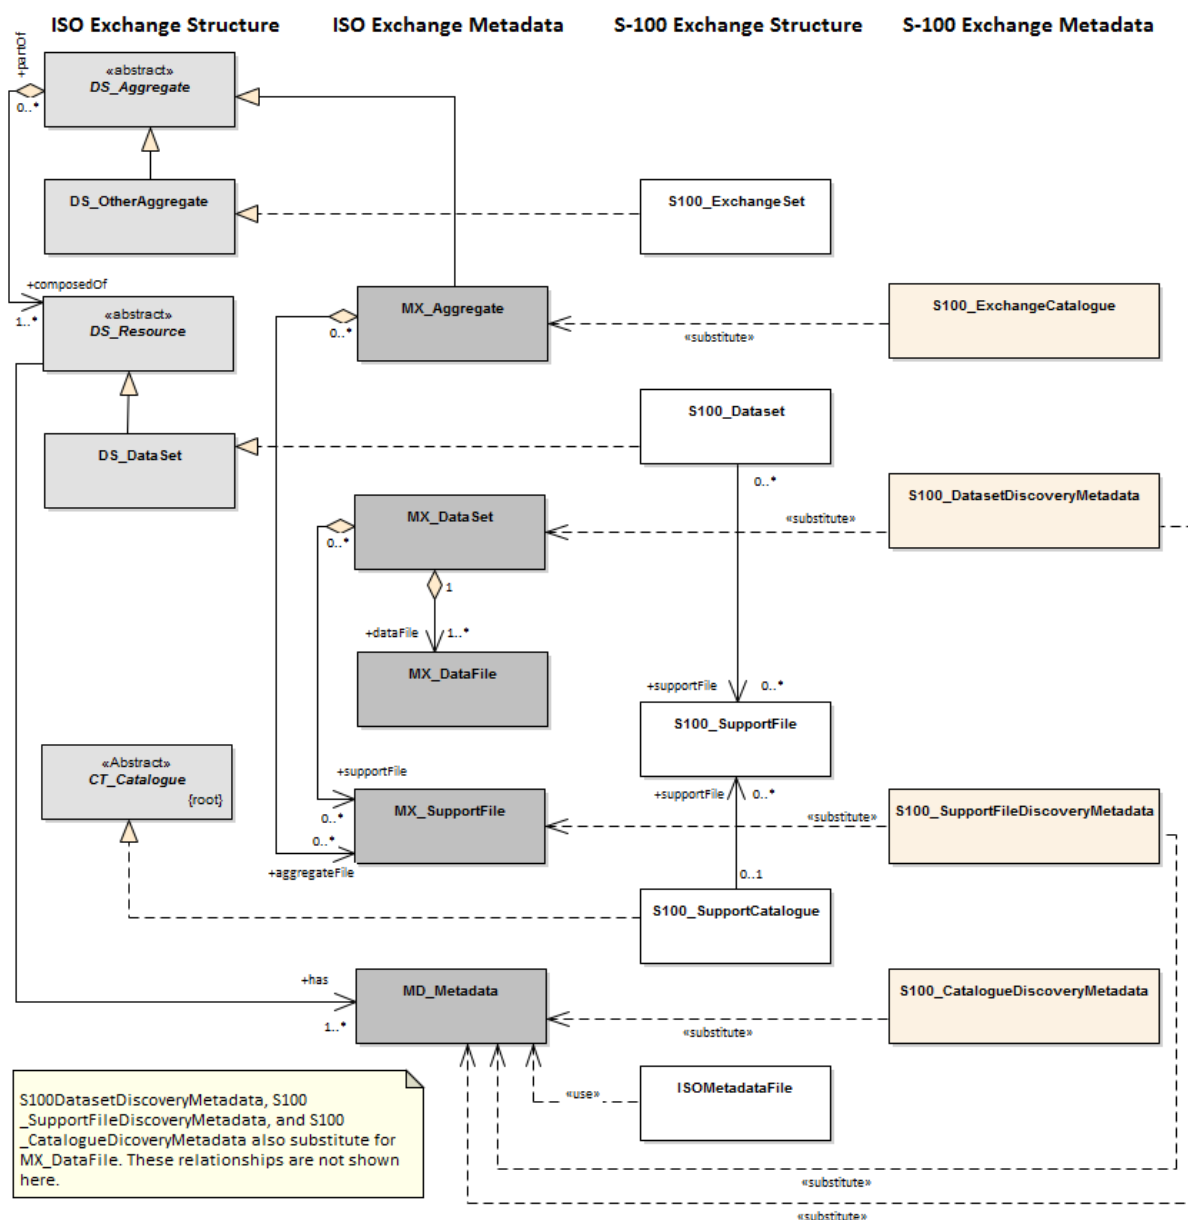 ISO Exchange Structure
ISO Exchange Metadata
S-100 Exchange Structure
S-100 Exchange Metadata
+partOf
0..*
«abstract»
DS_Aggregate
DS_OtherAggregate
S100_ExchangeSet
+composedOf
1..*
«abstract»
DS_Resource
MX_Aggregate
0..*
S100_ExchangeCatalogue
«substitute»
DS_DataSet
S100_Dataset
0..*
MX_DataSet
0..*
S100_DatasetDiscoveryMetadata
«substitute»
1
+dataFile
1..*
MX_DataFile
+supportFile
0..*
S100_SupportFile
«Abstract»
CT_Catalogue
{root}
+supportFile
0..*
+supportFile
0..*
MX_SupportFile
S100_SupportFileDiscoveryMetadata
«substitute»
0..*
+aggregateFile
0..1
S100_SupportCatalogue
+has
1..*
MD_Metadata
S100_CatalogueDiscoveryMetadata
«substitute»
ISOMetadataFile
«use»
S100DatasetDiscoveryMetadata, S100
_SupportFileDiscoveryMetadata, and S100
_CatalogueDicoveryMetadata also substitute for
MX_DataFile. These relationships are not shown
here.
«substitute»
«substitute»